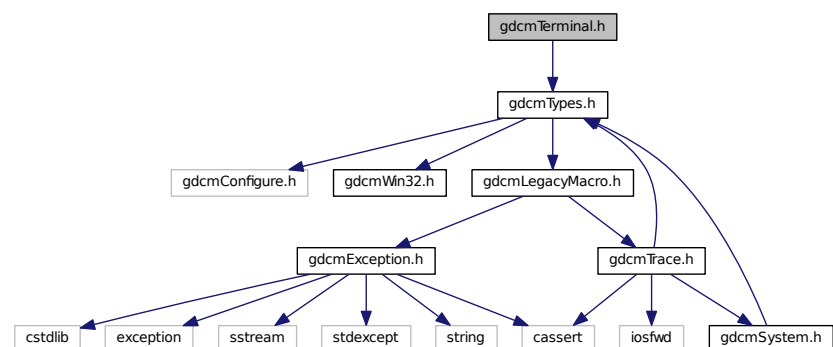 gdcmTerminal.h
gdcmTypes.h
gdcmConfigure.h
gdcmWin32.h
gdcmLegacyMacro.h
gdcmException.h
gdcmTrace.h
cstdlib
exception
sstream
stdexcept
string
cassert
iosfwd
gdcmSystem.h